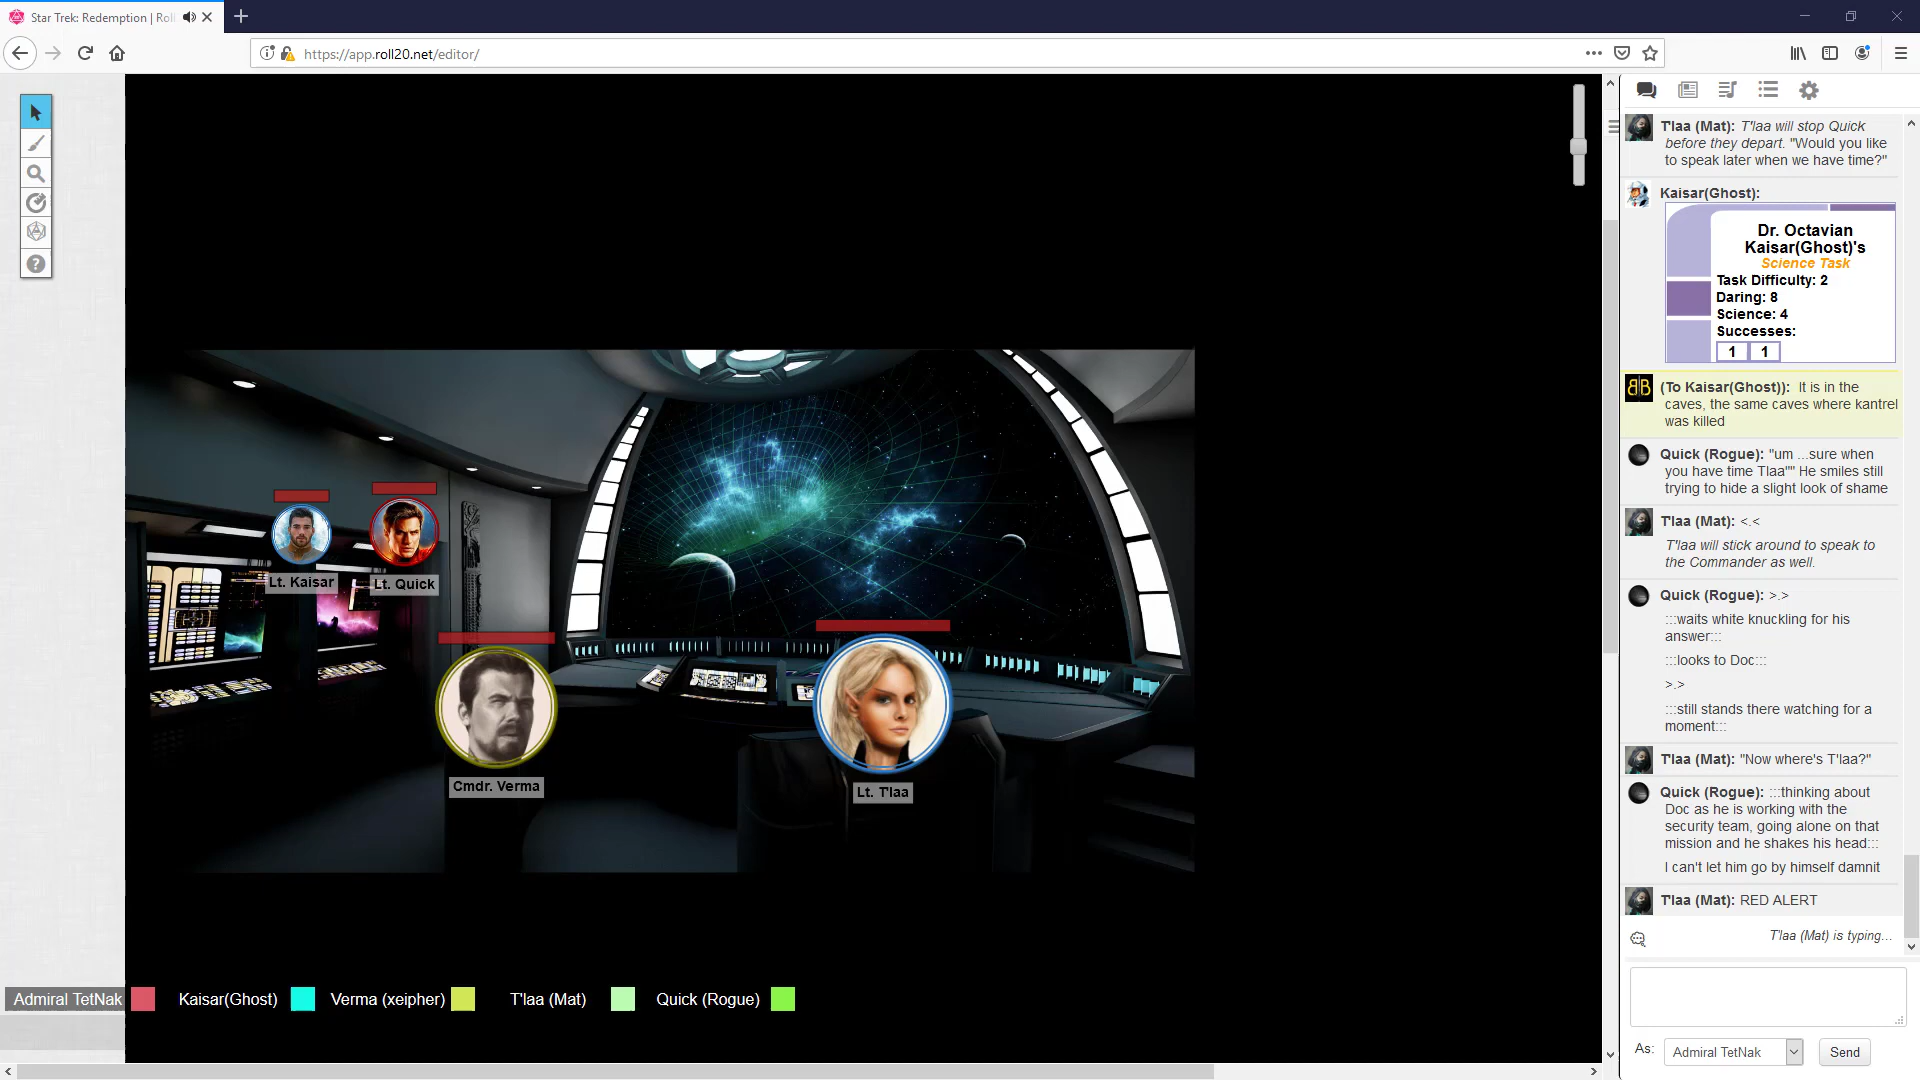 Star Trek: Redemption | Roll
https://app.roll20.net/editor/
Lt. Kaisar
Lt. Quick
Cmdr. Verma
Lt. T'laa
Admiral TetNak
Kaisar(Ghost)
Verma (xeipher)
T'laa (Mat)
Quick (Rogue)
T'laa (Mat): T'laa will stop Quick
before they depart. "Would you like
to speak later when we have time?"
Kaisar(Ghost):
Dr. Octavian
Kaisar(Ghost)'s
Science Task
Task Difficulty: 2
Daring: 8
Science: 4
Successes:
1 1
(To Kaisar(Ghost)): It is in the
caves, the same caves where kantrel
was killed
Quick (Rogue): "um ...sure when
you have time Tlaa"" He smiles still
trying to hide a slight look of shame
T'laa (Mat): <.<
T'laa will stick around to speak to
the Commander as well.
Quick (Rogue): >.>
:::waits white knuckling for his
answer:::
:::looks to Doc:::
>.>
:::still stands there watching for a
moment:::
T'laa (Mat): "Now where's T'laa?"
Quick (Rogue): :::thinking about
Doc as he is working with the
security team, going alone on that
mission and he shakes his head:::
I can't let him go by himself damnit
T'laa (Mat): RED ALERT
T'laa (Mat) is typing...
As: Admiral TetNak Send